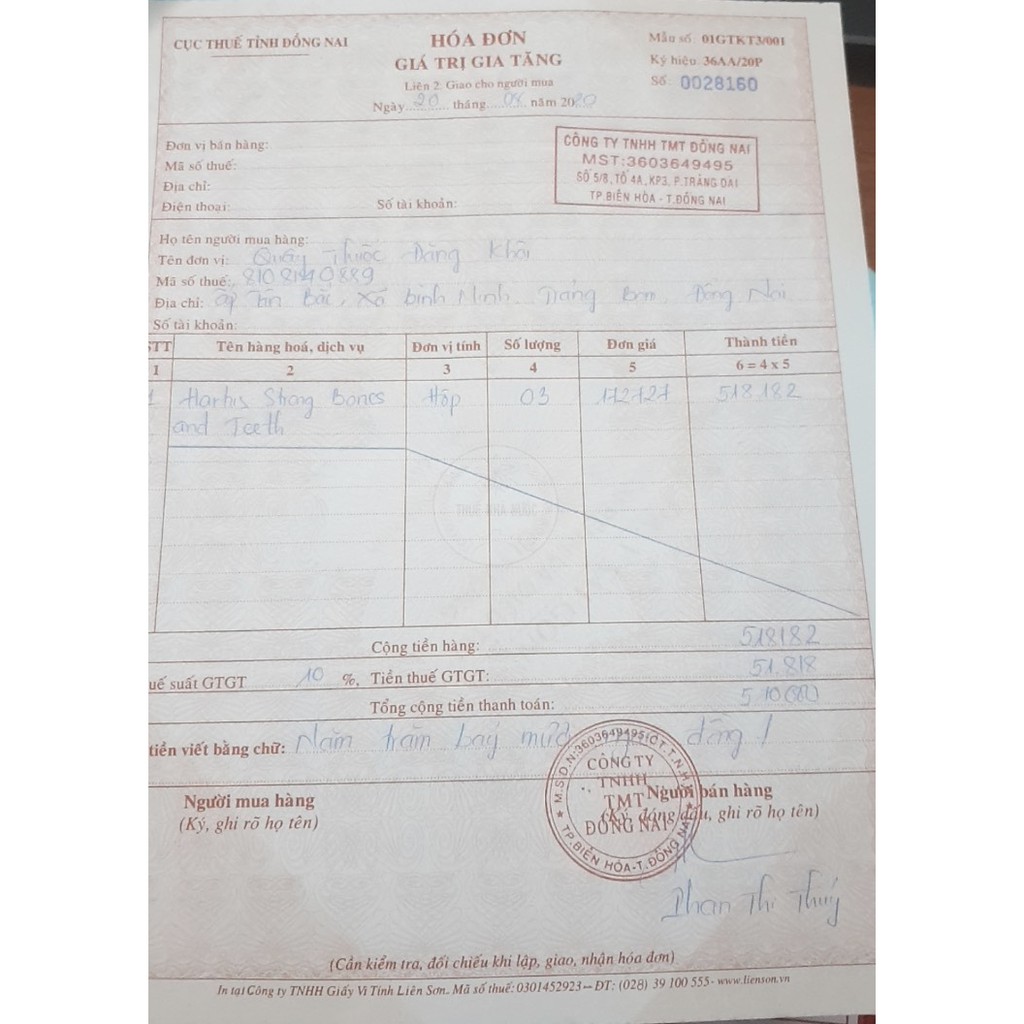 CỤC THUẾ TỈNH ĐỒNG NAI
HÓA ĐƠN
GIÁ TRỊ GIA TĂNG
Liên 2: Giao cho người mua
Ngày 20 tháng 08 năm 2020
Mẫu số: 01GTKT3/001
Ký hiệu: 36AA/20P
Số: 0028160
Đơn vị bán hàng:
Mã số thuế:
Địa chỉ:
Điện thoại: Số tài khoản:
CÔNG TY TNHH TMT ĐỒNG NAI
MST:3603649495
SỐ 5/8, TỔ 4A, KP3, P.TRẢNG DÀI
TP.BIÊN HÒA - T.ĐỒNG NAI
Họ tên người mua hàng:
Tên đơn vị: Quầy Thuốc Đăng Khôi
Mã số thuế: 8108140889
Địa chỉ: Ấp Tân Bắc, Xã Bình Minh, Trảng Bom, Đồng Nai
Số tài khoản:
STT Tên hàng hoá, dịch vụ Đơn vị tính Số lượng Đơn giá Thành tiền
1 2 3 4 5 6 = 4 x 5
1 Strong Bones Hộp 03 172727 518.182
and Teeth
THUẾ NHÀ NƯỚC
Cộng tiền hàng: 518182
uế suất GTGT 10 %, Tiền thuế GTGT: 51.818
Tổng cộng tiền thanh toán:
tiền viết bằng chữ: Năm trăm bảy mươi đồng /
Người mua hàng
(Ký, ghi rõ họ tên)
Người bán hàng
(Ký, đóng dấu, ghi rõ họ tên)
M.S.D.N:3603649495-C.T.T.N.H.H
CÔNG TY
TNHH
TMT
ĐỒNG NAI
TP.BIÊN HÒA-T.ĐỒNG NAI
Phan Thị Thúy
(Cần kiểm tra, đối chiếu khi lập, giao, nhận hóa đơn)
In tại Công ty TNHH Giấy Vi Tính Liên Sơn. Mã số thuế: 0301452923 – ĐT: (028) 39 100 555- www.lienson.vn